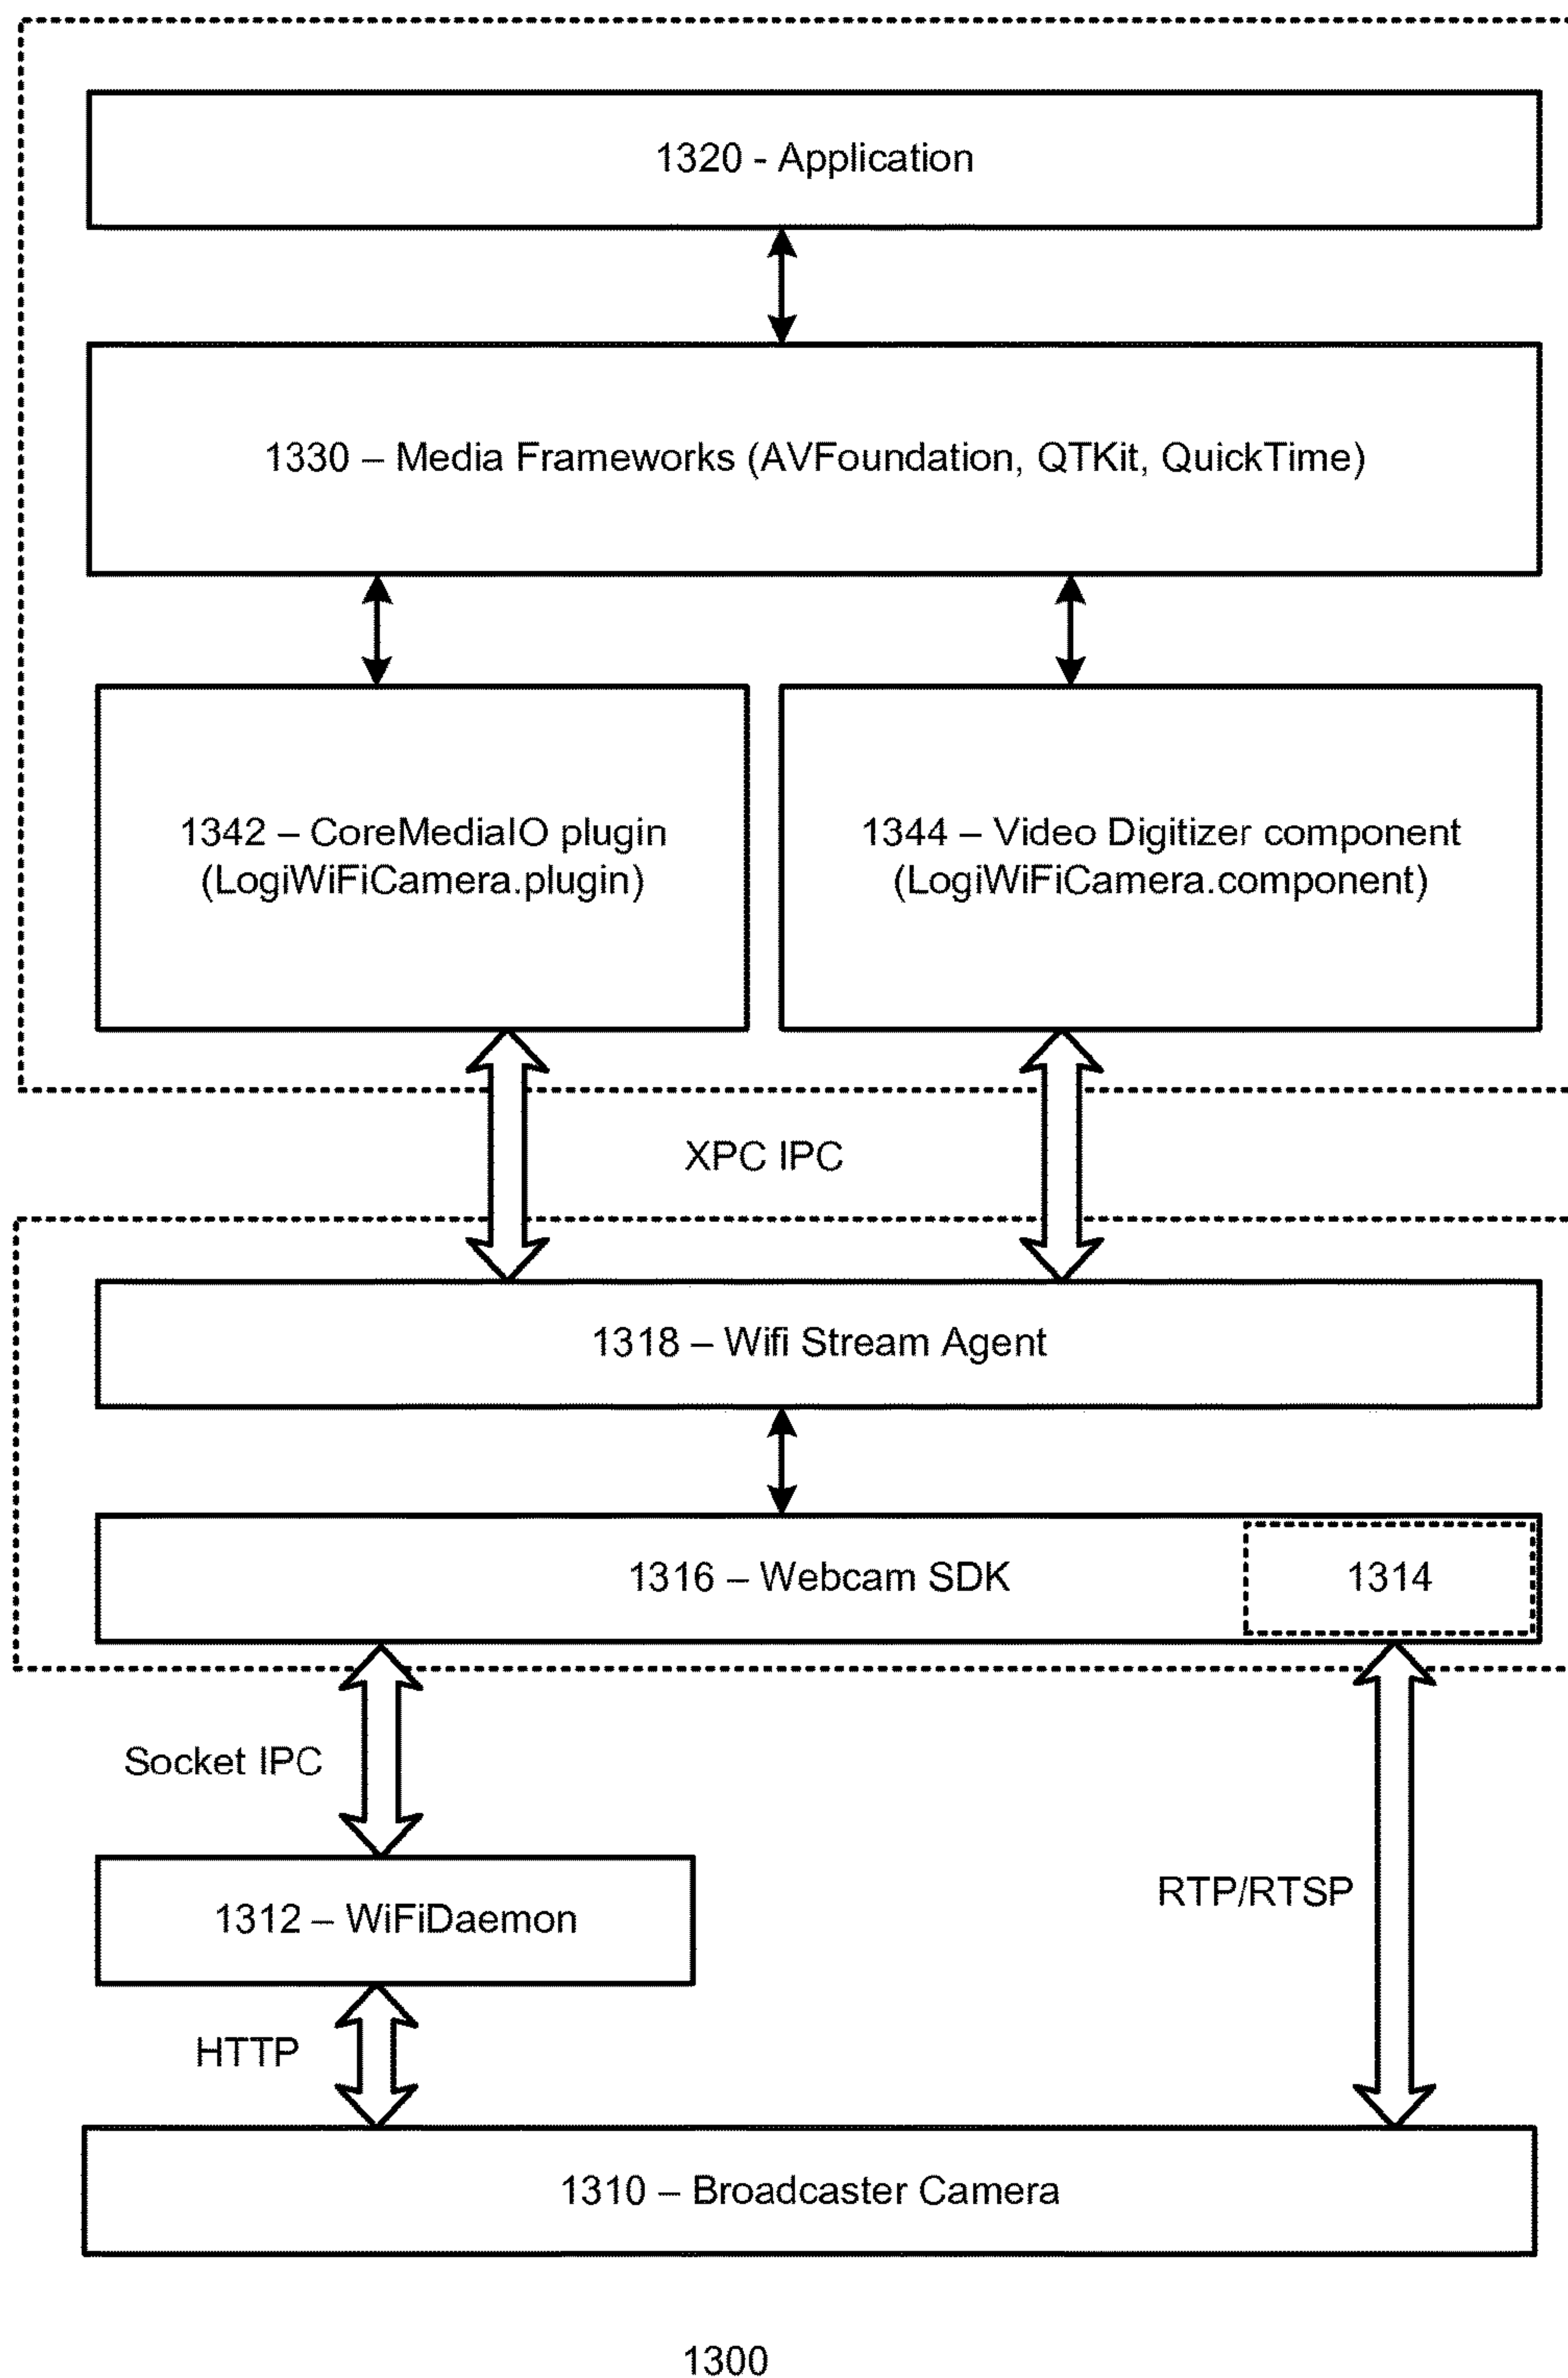 1320 - Application
1330 – Media Frameworks (AVFoundation, QTKit, QuickTime)
1342 – CoreMediaIO plugin
(LogiWiFiCamera.plugin)
1344 – Video Digitizer component
(LogiWiFiCamera.component)
XPC IPC
1318 – Wifi Stream Agent
1316 – Webcam SDK
1314
Socket IPC
1312 – WiFiDaemon
RTP/RTSP
HTTP
1310 – Broadcaster Camera
1300